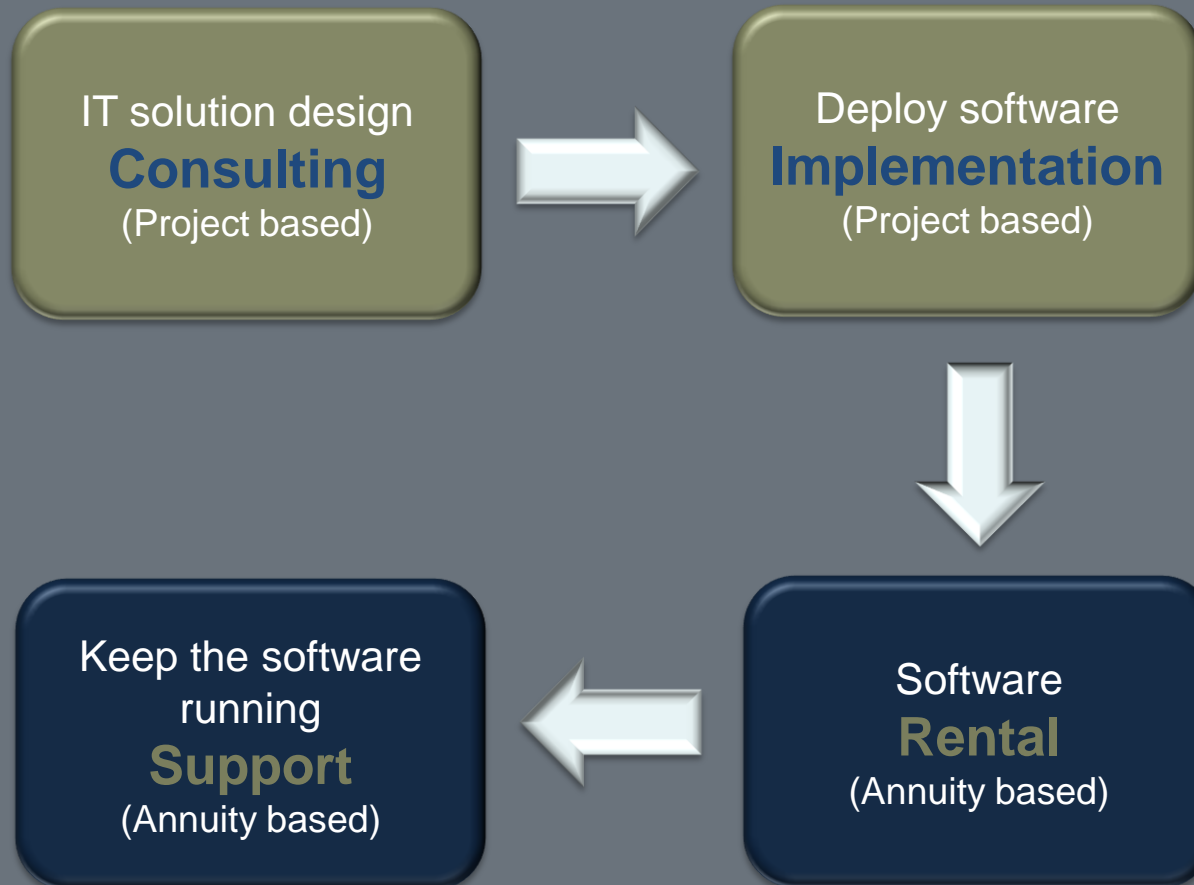 IT solution design
Consulting
(Project based)
Deploy software
Implementation
(Project based)
Software
Rental
(Annuity based)
Keep the software
running
Support
(Annuity based)